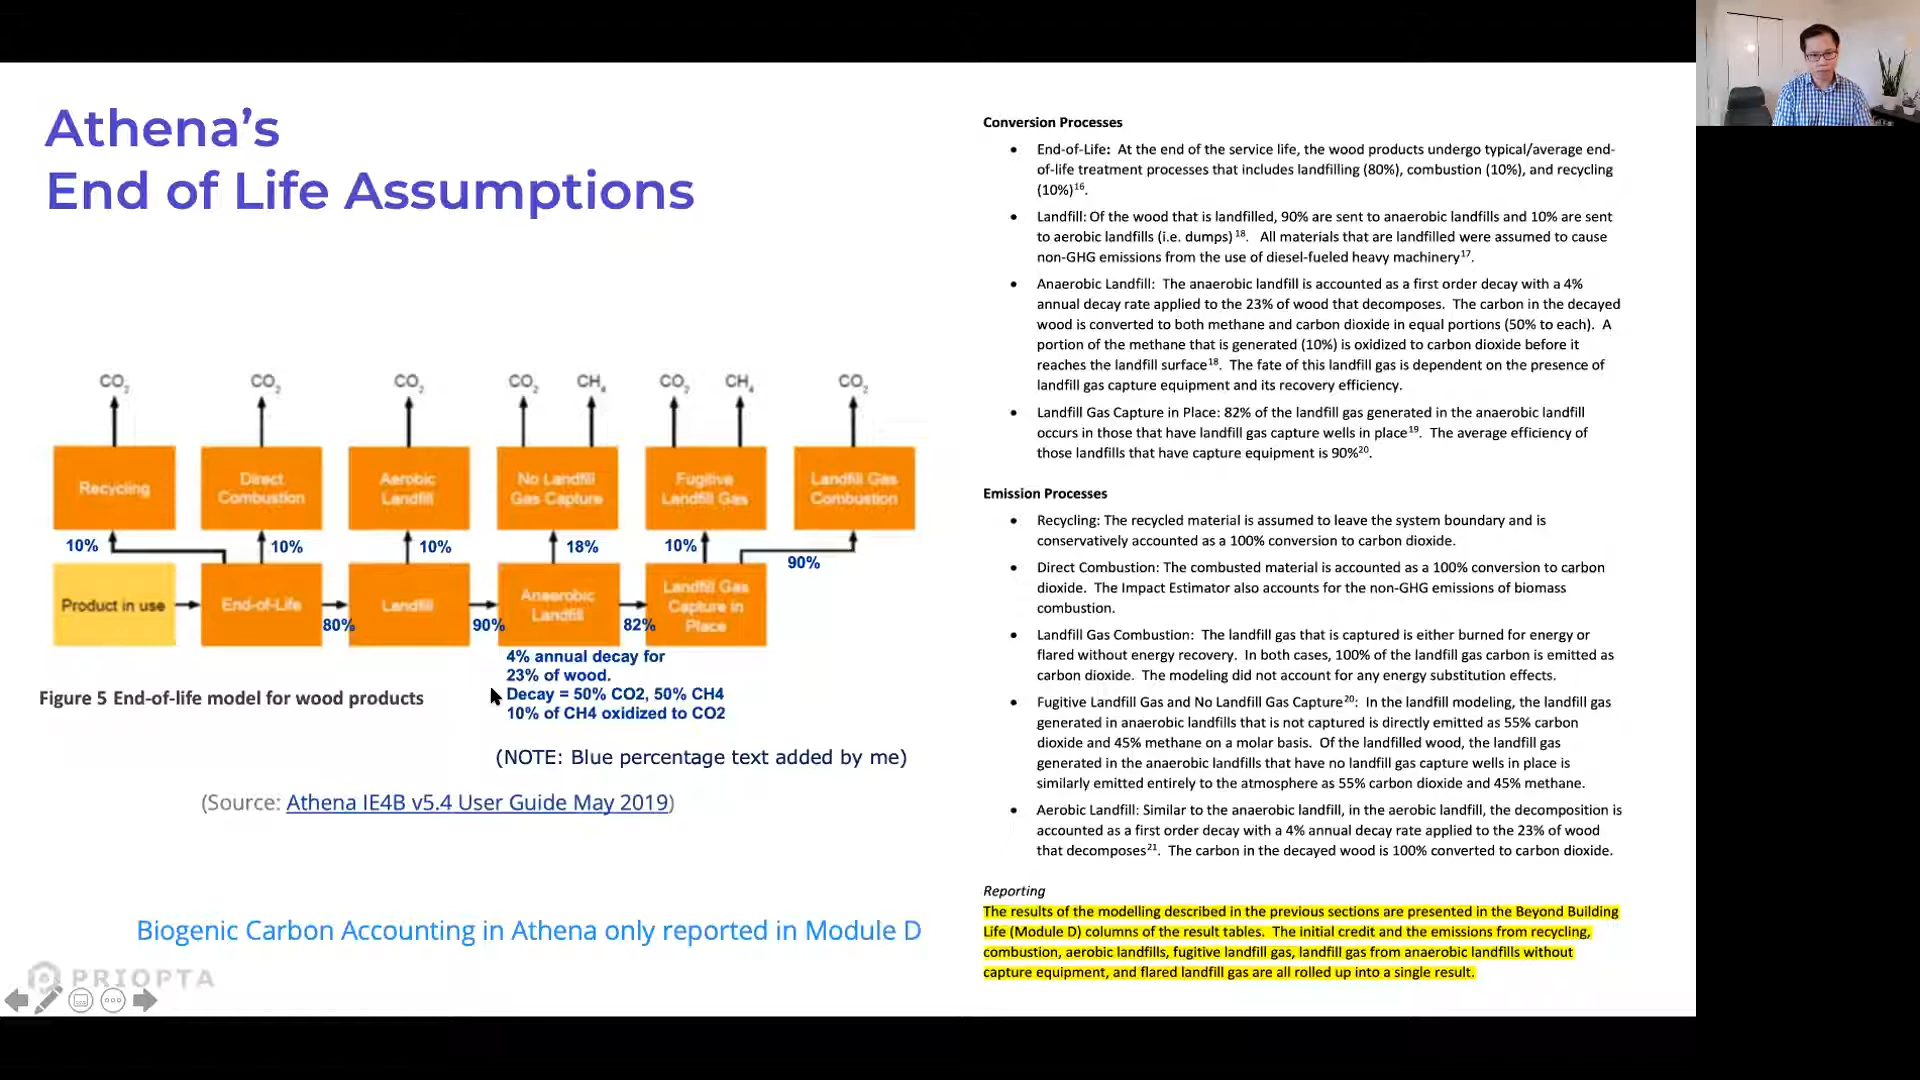 Athena's
End of Life Assumptions
CO2 CO2 CO2 CO2 CH4 CO2 CH4 CO2
Recycling
Direct
Combustion
Aerobic
Landfill
No Landfill
Gas Capture
Fugitive
Landfill Gas
Landfill Gas
Combustion
10% 10% 10% 18% 10% 90%
Product in use
End-of-Life
Landfill
Anaerobic
Landfill
Landfill Gas
Capture in
Place
80% 90% 82%
4% annual decay for
23% of wood.
Decay = 50% CO2, 50% CH4
10% of CH4 oxidized to CO2
Figure 5 End-of-life model for wood products
(NOTE: Blue percentage text added by me)
(Source: Athena IE4B v5.4 User Guide May 2019)
Biogenic Carbon Accounting in Athena only reported in Module D
PRIOPTA
Conversion Processes
• End-of-Life: At the end of the service life, the wood products undergo typical/average end-
of-life treatment processes that includes landfilling (80%), combustion (10%), and recycling
(10%)16.
• Landfill: Of the wood that is landfilled, 90% are sent to anaerobic landfills and 10% are sent
to aerobic landfills (i.e. dumps)18. All materials that are landfilled were assumed to cause
non-GHG emissions from the use of diesel-fueled heavy machinery17.
• Anaerobic Landfill: The anaerobic landfill is accounted as a first order decay with a 4%
annual decay rate applied to the 23% of wood that decomposes. The carbon in the decayed
wood is converted to both methane and carbon dioxide in equal portions (50% to each). A
portion of the methane that is generated (10%) is oxidized to carbon dioxide before it
reaches the landfill surface18. The fate of this landfill gas is dependent on the presence of
landfill gas capture equipment and its recovery efficiency.
• Landfill Gas Capture in Place: 82% of the landfill gas generated in the anaerobic landfill
occurs in those that have landfill gas capture wells in place19. The average efficiency of
those landfills that have capture equipment is 90%20.
Emission Processes
• Recycling: The recycled material is assumed to leave the system boundary and is
conservatively accounted as a 100% conversion to carbon dioxide.
• Direct Combustion: The combusted material is accounted as a 100% conversion to carbon
dioxide. The Impact Estimator also accounts for the non-GHG emissions of biomass
combustion.
• Landfill Gas Combustion: The landfill gas that is captured is either burned for energy or
flared without energy recovery. In both cases, 100% of the landfill gas carbon is emitted as
carbon dioxide. The modeling did not account for any energy substitution effects.
• Fugitive Landfill Gas and No Landfill Gas Capture20: In the landfill modeling, the landfill gas
generated in anaerobic landfills that is not captured is directly emitted as 55% carbon
dioxide and 45% methane on a molar basis. Of the landfilled wood, the landfill gas
generated in the anaerobic landfills that have no landfill gas capture wells in place is
similarly emitted entirely to the atmosphere as 55% carbon dioxide and 45% methane.
• Aerobic Landfill: Similar to the anaerobic landfill, in the aerobic landfill, the decomposition is
accounted as a first order decay with a 4% annual decay rate applied to the 23% of wood
that decomposes21. The carbon in the decayed wood is 100% converted to carbon dioxide.
Reporting
The results of the modelling described in the previous sections are presented in the Beyond Building
Life (Module D) columns of the result tables. The initial credit and the emissions from recycling,
combustion, aerobic landfills, fugitive landfill gas, landfill gas from anaerobic landfills without
capture equipment, and flared landfill gas are all rolled up into a single result.